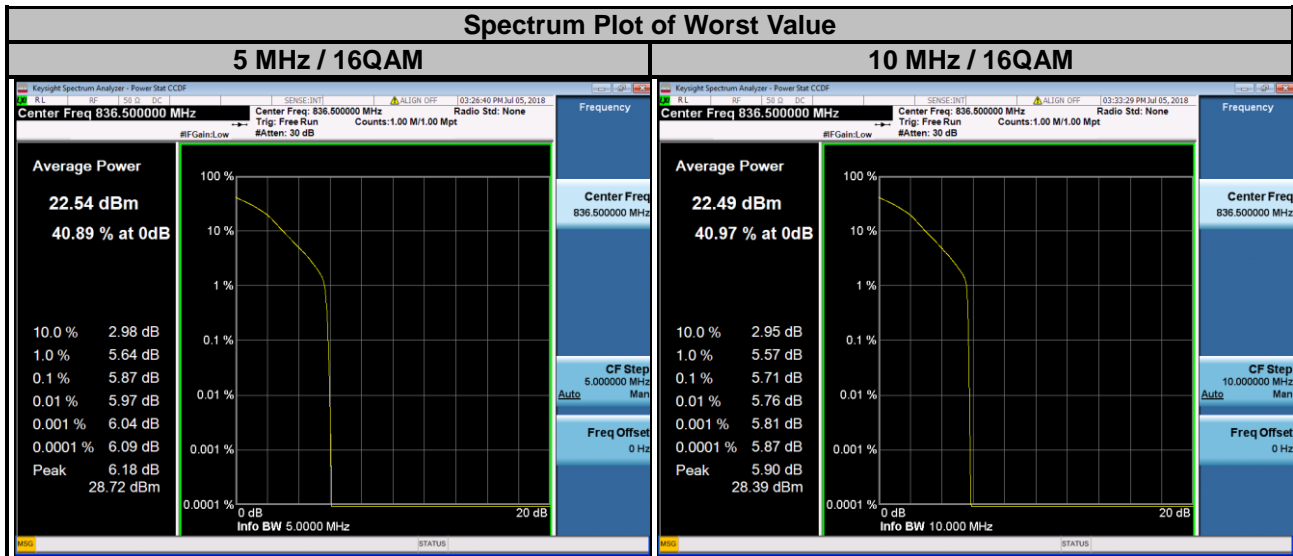 Spectrum Plot of Worst Value
5 MHz / 16QAM
Keysight Spectrum Analyzer - Power Stat CCDF
RL RF 50 Ω DC SENSE:INT ALIGN OFF 03:26:40 PM Jul 05, 2018
Center Freq 836.500000 MHz
Center Freq: 836.500000 MHz Radio Std: None
Trig: Free Run Counts:1.00 M/1.00 Mpt
#IFGain:Low #Atten: 30 dB
Frequency
Average Power
22.54 dBm
40.89 % at 0dB
10.0 % 2.98 dB
1.0 % 5.64 dB
0.1 % 5.87 dB
0.01 % 5.97 dB
0.001 % 6.04 dB
0.0001 % 6.09 dB
Peak 6.18 dB
28.72 dBm
100 %
10 %
1 %
0.1 %
0.01 %
0.001 %
0.0001 %
0 dB 20 dB
Info BW 5.0000 MHz
Center Freq
836.500000 MHz
CF Step
5.000000 MHz
Auto Man
Freq Offset
0 Hz
MSG STATUS
10 MHz / 16QAM
Keysight Spectrum Analyzer - Power Stat CCDF
RL RF 50 Ω DC SENSE:INT ALIGN OFF 03:33:29 PM Jul 05, 2018
Center Freq 836.500000 MHz
Center Freq: 836.500000 MHz Radio Std: None
Trig: Free Run Counts:1.00 M/1.00 Mpt
#IFGain:Low #Atten: 30 dB
Frequency
Average Power
22.49 dBm
40.97 % at 0dB
10.0 % 2.95 dB
1.0 % 5.57 dB
0.1 % 5.71 dB
0.01 % 5.76 dB
0.001 % 5.81 dB
0.0001 % 5.87 dB
Peak 5.90 dB
28.39 dBm
100 %
10 %
1 %
0.1 %
0.01 %
0.001 %
0.0001 %
0 dB 20 dB
Info BW 10.000 MHz
Center Freq
836.500000 MHz
CF Step
10.000000 MHz
Auto Man
Freq Offset
0 Hz
MSG STATUS